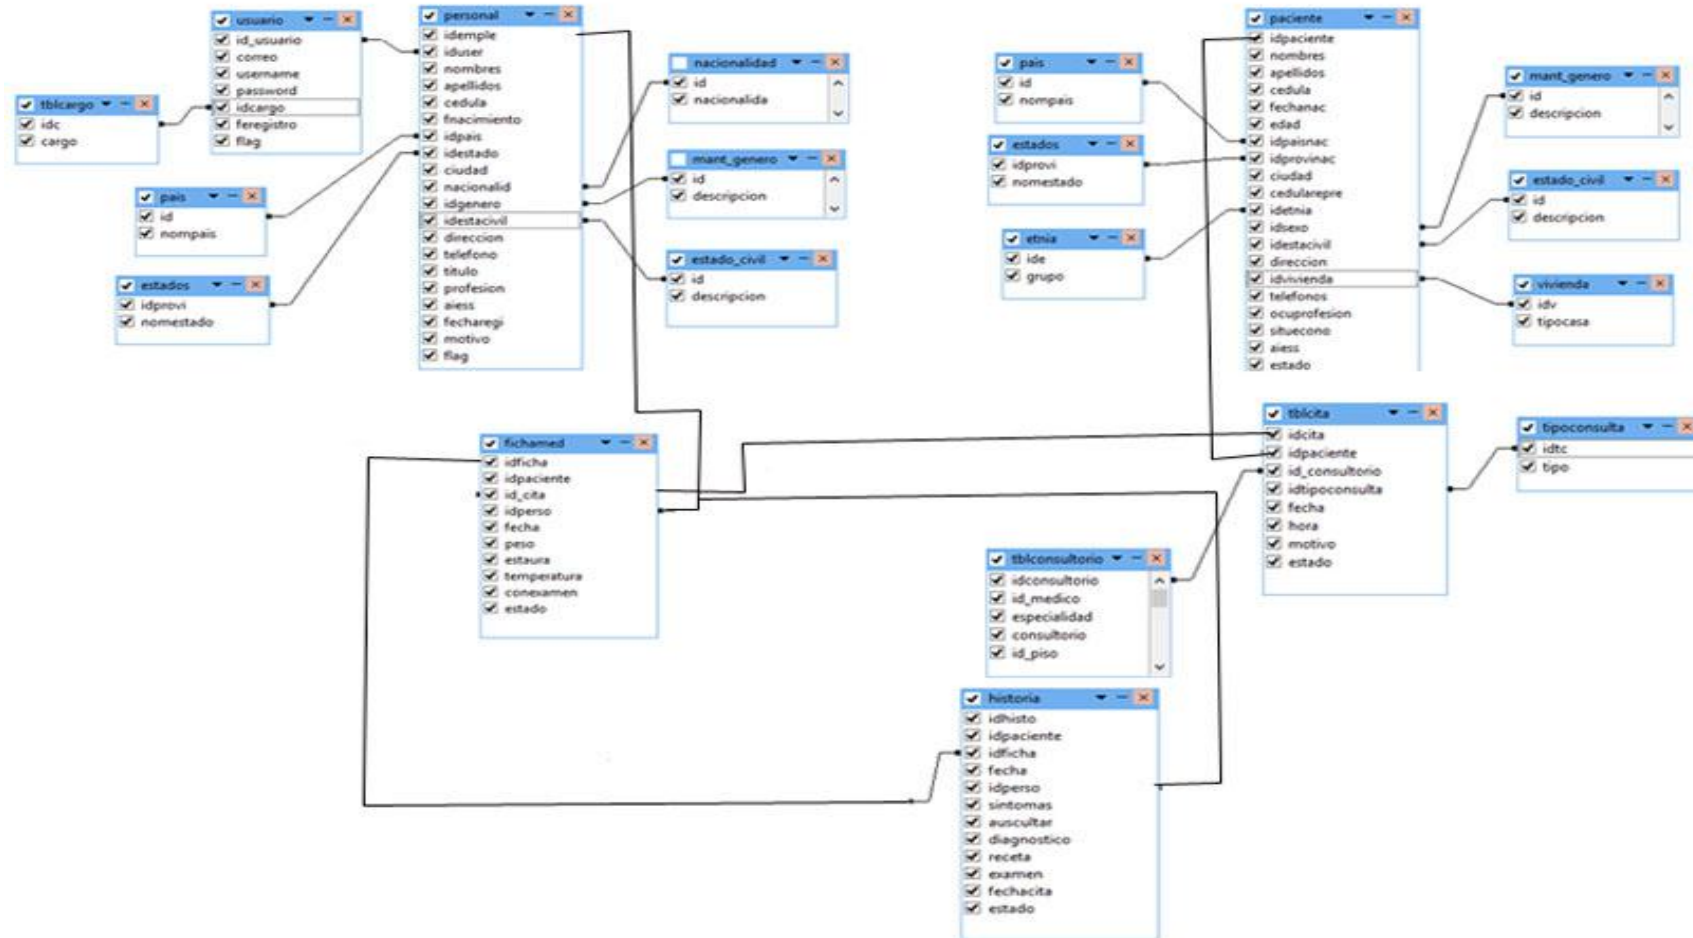 usuario
id_usuario
correo
username
password
idcargo
feregistro
flag
personal
idemple
iduser
nombres
apellidos
cedula
fnacimiento
idpais
idestado
ciudad
nacionalid
idgenero
idestacivil
direccion
telefono
titulo
profesion
aiess
fecharegi
motivo
flag
tblcargo
idc
cargo
pais
id
nompais
estados
idprovi
nomestado
nacionalidad
id
nacionalida
mant_genero
id
descripcion
estado_civil
id
descripcion
paciente
idpaciente
nombres
apellidos
cedula
fechanac
edad
idpaisnac
idprovinac
ciudad
cedularepre
idetnia
idsexo
idestacivil
direccion
idvivienda
telefonos
ocuprofesion
situecono
aiess
estado
pais
id
nompais
estados
idprovi
nomestado
etnia
ide
grupo
mant_genero
id
descripcion
estado_civil
id
descripcion
vivienda
idv
tipocasa
fichamed
idficha
idpaciente
id_cita
idperso
fecha
peso
estaura
temperatura
conexamen
estado
tblcita
idcita
idpaciente
id_consultorio
idtipoconsulta
fecha
hora
motivo
estado
tipoconsulta
idtc
tipo
tblconsultorio
idconsultorio
id_medico
especialidad
consultorio
id_piso
historia
idhisto
idpaciente
idficha
fecha
idperso
sintomas
auscultar
diagnostico
receta
examen
fechacita
estado